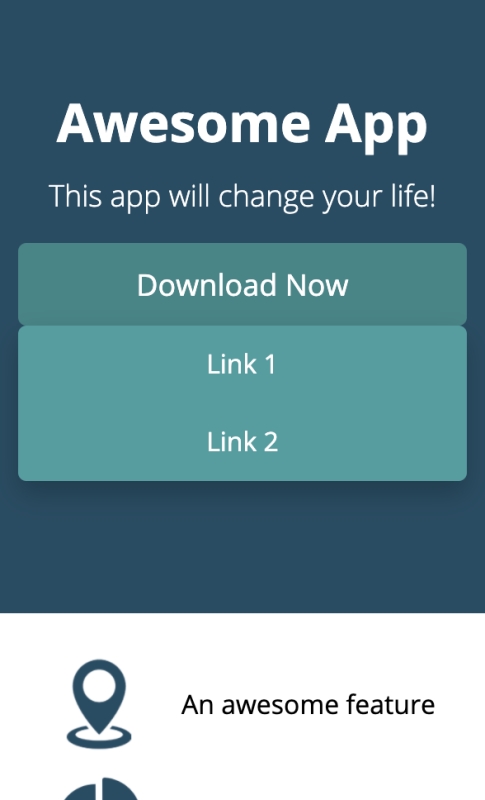 Awesome App
This app will change your life!
Download Now
Link 1
Link 2
An awesome feature